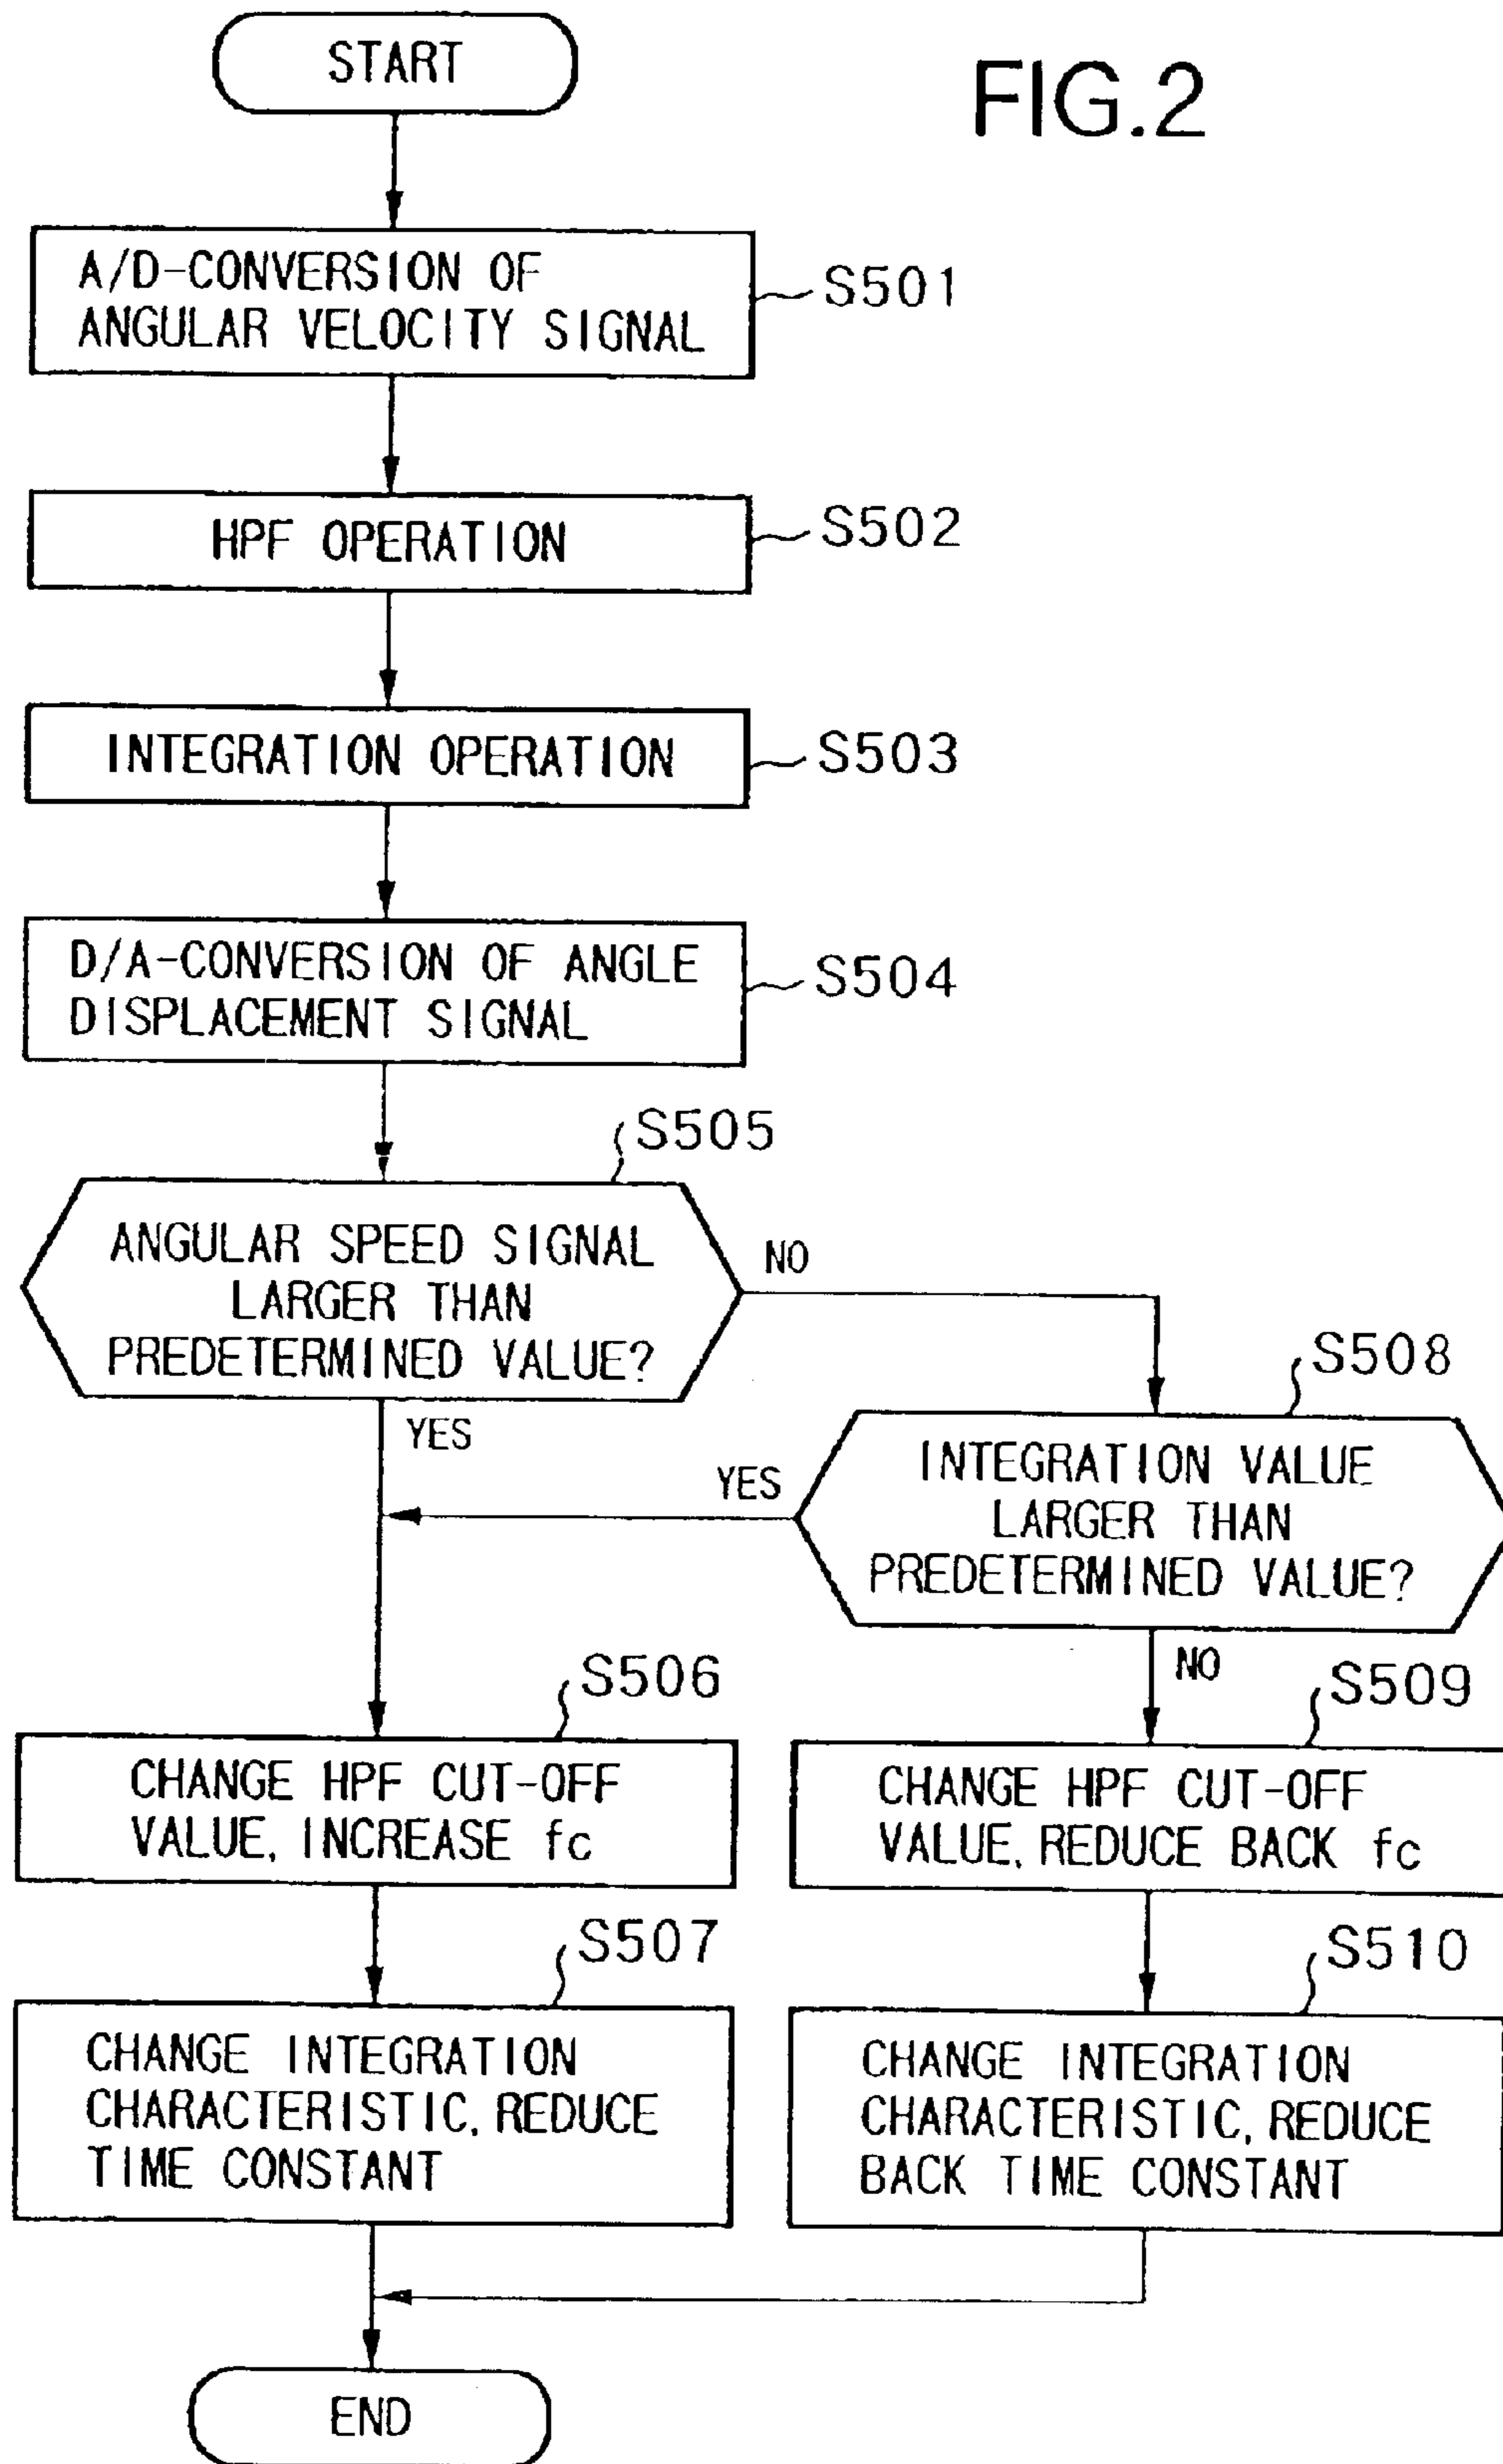 START
FIG.2
A/D-CONVERSION OF
ANGULAR VELOCITY SIGNAL
S501
HPF OPERATION
S502
INTEGRATION OPERATION
S503
D/A-CONVERSION OF ANGLE
DISPLACEMENT SIGNAL
S504
S505
ANGULAR SPEED SIGNAL
LARGER THAN
PREDETERMINED VALUE?
NO
YES
S508
INTEGRATION VALUE
LARGER THAN
PREDETERMINED VALUE?
YES
NO
S506
CHANGE HPF CUT-OFF
VALUE, INCREASE fc
S509
CHANGE HPF CUT-OFF
VALUE, REDUCE BACK fc
S507
CHANGE INTEGRATION
CHARACTERISTIC, REDUCE
TIME CONSTANT
S510
CHANGE INTEGRATION
CHARACTERISTIC, REDUCE
BACK TIME CONSTANT
END